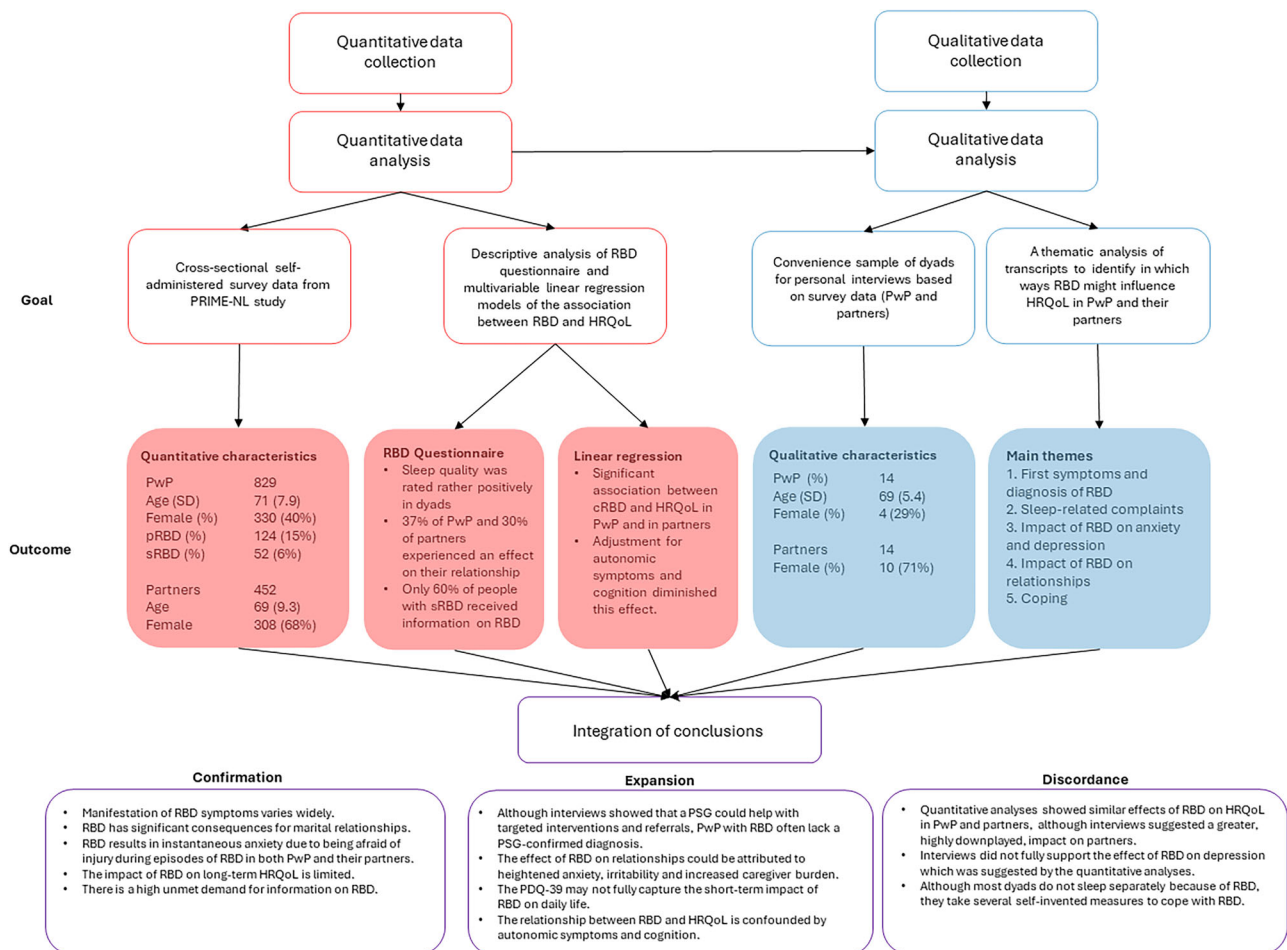 Quantitative data
collection
Qualitative data
collection
Quantitative data
analysis
Qualitative data
analysis
Goal
Cross-sectional self-
administered survey data from
PRIME-NL study
Descriptive analysis of RBD
questionnaire and
multivariable linear regression
models of the association
between RBD and HRQoL
Convenience sample of dyads
for personal interviews based
on survey data (PwP and
partners)
A thematic analysis of
transcripts to identify in which
ways RBD might influence
HRQoL in PwP and their
partners
Outcome
Quantitative characteristics
PwP 829
Age (SD) 71 (7.9)
Female (%) 330 (40%)
pRBD (%) 124 (15%)
sRBD (%) 52 (6%)
Partners 452
Age 69 (9.3)
Female 308 (68%)
RBD Questionnaire
• Sleep quality was
rated rather positively
in dyads
• 37% of PwP and 30%
of partners
experienced an effect
on their relationship
• Only 60% of people
with sRBD received
information on RBD
Linear regression
• Significant
association between
cRBD and HRQoL in
PwP and in partners
• Adjustment for
autonomic
symptoms and
cognition diminished
this effect.
Qualitative characteristics
PwP (%) 14
Age (SD) 69 (5.4)
Female (%) 4 (29%)
Partners 14
Female (%) 10 (71%)
Main themes
1. First symptoms and
diagnosis of RBD
2. Sleep-related complaints
3. Impact of RBD on anxiety
and depression
4. Impact of RBD on
relationships
5. Coping
Integration of conclusions
Confirmation
• Manifestation of RBD symptoms varies widely.
• RBD has significant consequences for marital relationships.
• RBD results in instantaneous anxiety due to being afraid of
injury during episodes of RBD in both PwP and their partners.
• The impact of RBD on long-term HRQoL is limited.
• There is a high unmet demand for information on RBD.
Expansion
• Although interviews showed that a PSG could help with
targeted interventions and referrals, PwP with RBD often lack a
PSG-confirmed diagnosis.
• The effect of RBD on relationships could be attributed to
heightened anxiety, irritability and increased caregiver burden.
• The PDQ-39 may not fully capture the short-term impact of
RBD on daily life.
• The relationship between RBD and HRQoL is confounded by
autonomic symptoms and cognition.
Discordance
• Quantitative analyses showed similar effects of RBD on HRQoL
in PwP and partners, although interviews suggested a greater,
highly downplayed, impact on partners.
• Interviews did not fully support the effect of RBD on depression
which was suggested by the quantitative analyses.
• Although most dyads do not sleep separately because of RBD,
they take several self-invented measures to cope with RBD.